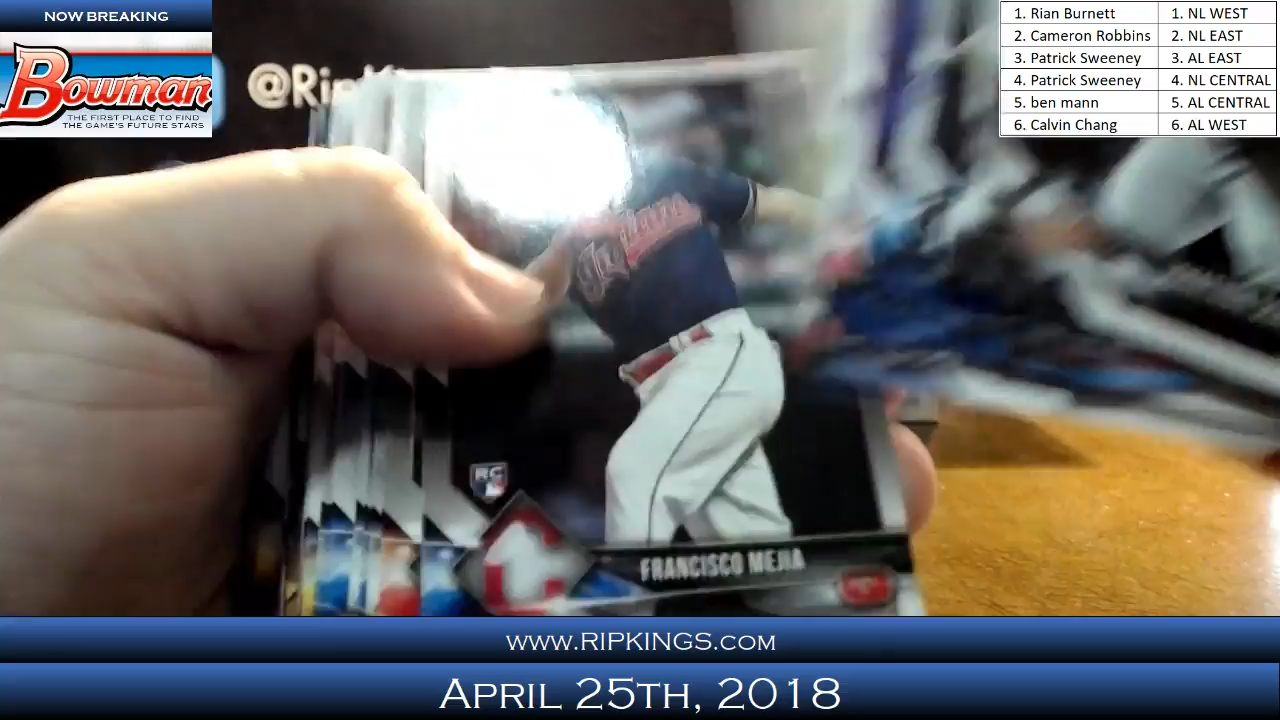 NOW BREAKING
Bowman
THE FIRST PLACE TO FIND
THE GAME'S FUTURE STARS
@Rip
1. Rian Burnett 1. NL WEST
2. Cameron Robbins 2. NL EAST
3. Patrick Sweeney 3. AL EAST
4. Patrick Sweeney 4. NL CENTRAL
5. ben mann 5. AL CENTRAL
6. Calvin Chang 6. AL WEST
Indians
RC
FRANCISCO MEJIA
WWW.RIPKINGS.COM
APRIL 25TH, 2018